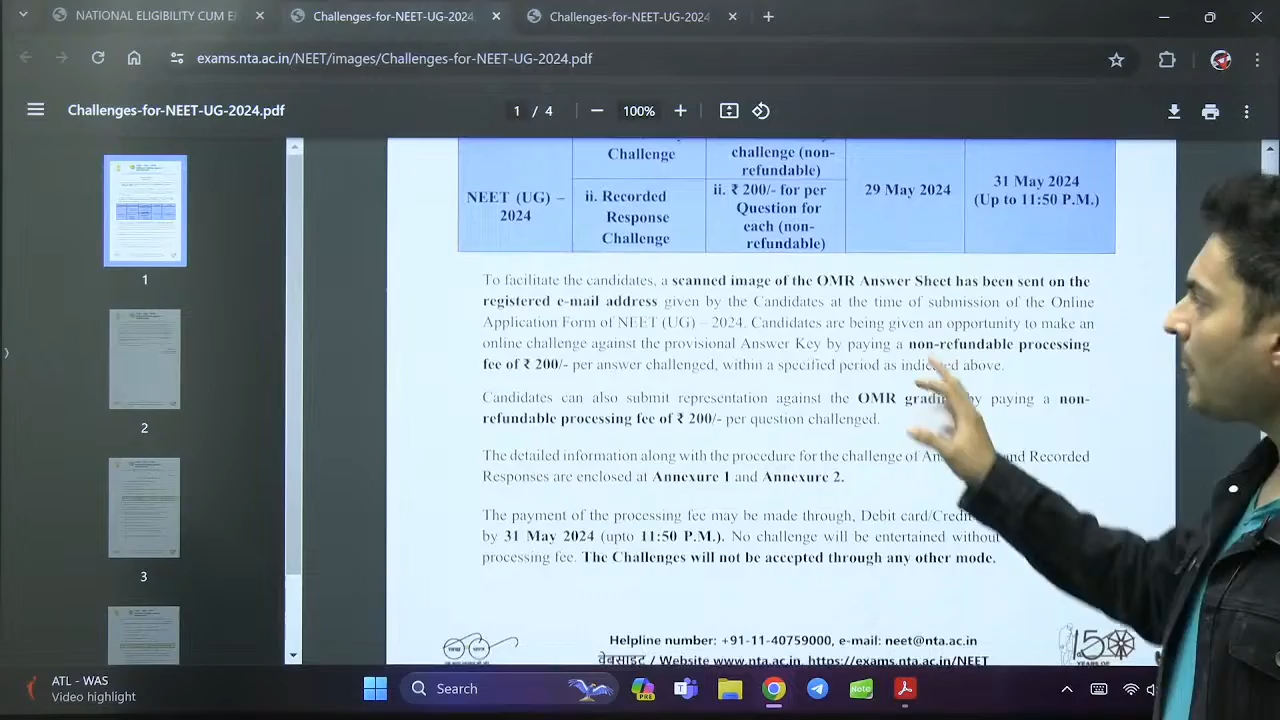 NATIONAL ELIGIBILITY CUM E
Challenges-for-NEET-UG-2024
Challenges-for-NEET-UG-2024
exams.nta.ac.in/NEET/images/Challenges-for-NEET-UG-2024.pdf
Challenges-for-NEET-UG-2024.pdf
1 / 4
100%
1
2
3
Challenge
challenge (non-
refundable)
NEET (UG) –
2024
ii. Recorded
Response
Challenge
ii. ₹ 200/- for per
Question for
each (non-
refundable)
29 May 2024
31 May 2024
(Up to 11:50 P.M.)
To facilitate the candidates, a scanned image of the OMR Answer Sheet has been sent on the
registered e-mail address given by the Candidates at the time of submission of the Online
Application Form of NEET (UG) – 2024. Candidates are being given an opportunity to make an
online challenge against the provisional Answer Key by paying a non-refundable processing
fee of ₹ 200/- per answer challenged, within a specified period as above.
Candidates can also submit representation against the OMR by paying a non-
refundable processing fee of ₹ 200/- per question challenged.
The detailed information along with the procedure for the challenge of and Recorded
Responses are enclosed at Annexure 1 and Annexure 2.
The payment of the processing fee may be made through, Debit card/Credit
by 31 May 2024 (upto 11:50 P.M.). No challenge will be entertained without
processing fee. The Challenges will not be accepted through any other mode.
Helpline number: +91-11-40759000, e-mail: neet@nta.ac.in
वेबसाइट / Website www.nta.ac.in, https://exams.nta.ac.in/NEET
150
YEARS OF
ATL - WAS
Video highlight
Search
PRE
Note